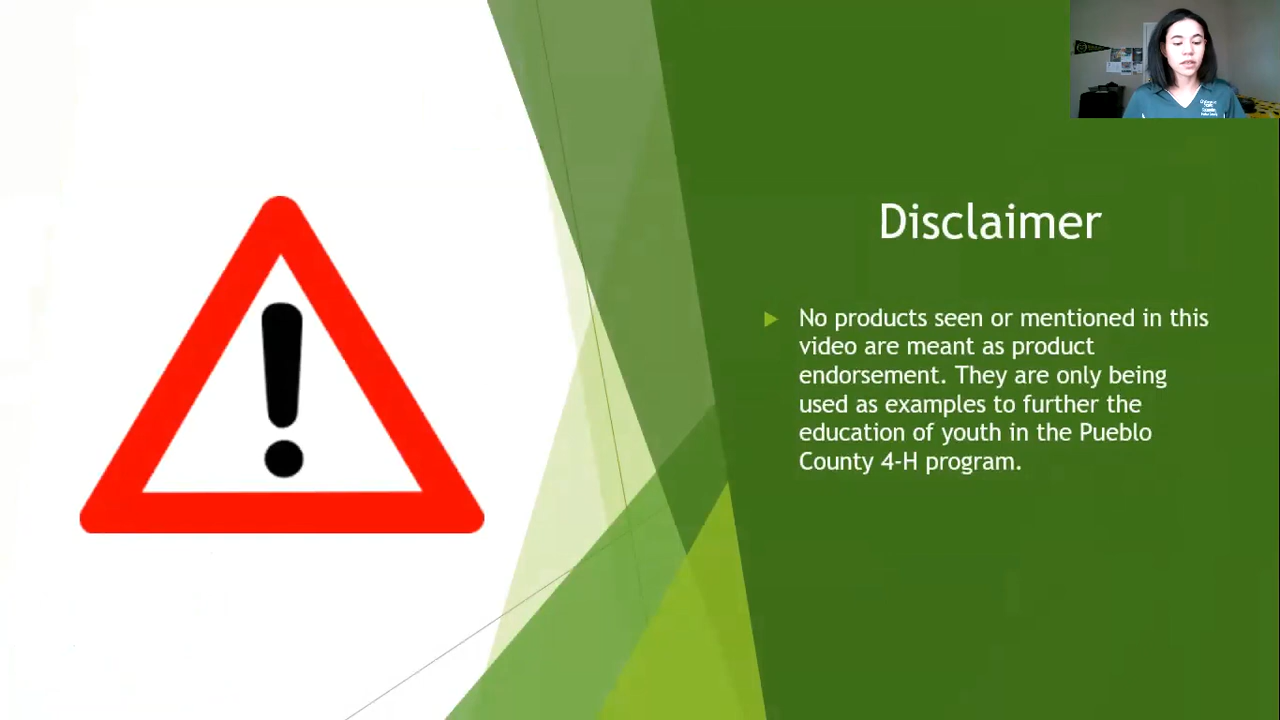 Disclaimer
No products seen or mentioned in this
video are meant as product
endorsement. They are only being
used as examples to further the
education of youth in the Pueblo
County 4-H program.